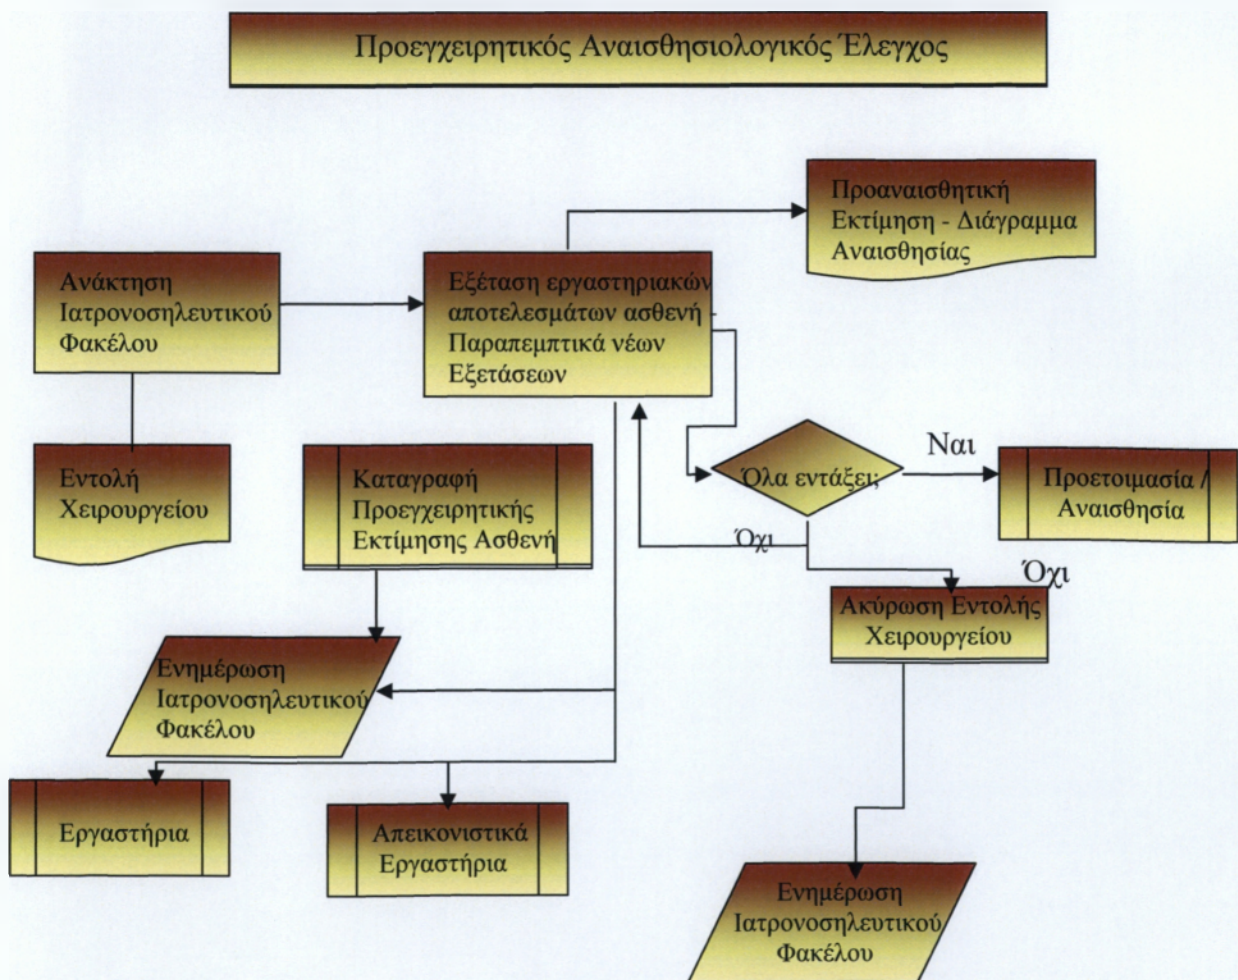 Προεγχειρητικός Αναισθησιολογικός Έλεγχος
Προαναισθητική
Εκτίμηση - Διάγραμμα
Αναισθησίας
Ανάκτηση
Ιατρονοσηλευτικού
Φακέλου
Εξέταση εργαστηριακών
αποτελεσμάτων ασθενή -
Παραπεμπτικά νέων
Εξετάσεων
Εντολή
Χειρουργείου
Καταγραφή
Προεγχειρητικής
Εκτίμησης Ασθενή
Όλα εντάξει;
Ναι
Προετοιμασία /
Αναισθησία
Όχι
Όχι
Ακύρωση Εντολής
Χειρουργείου
Ενημέρωση
Ιατρονοσηλευτικού
Φακέλου
Εργαστήρια
Απεικονιστικά
Εργαστήρια
Ενημέρωση
Ιατρονοσηλευτικού
Φακέλου